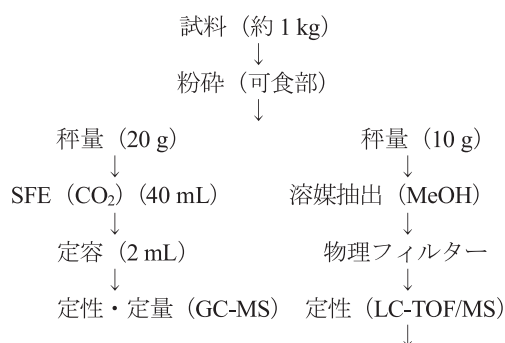 試料（約 1 kg）
↓
粉砕（可食部）
↓
秤量（20 g） 秤量（10 g）
↓ ↓
SFE（CO₂）（40 mL） 溶媒抽出（MeOH）
↓ ↓
定容（2 mL） 物理フィルター
↓ ↓
定性・定量（GC-MS） 定性（LC-TOF/MS）
↓